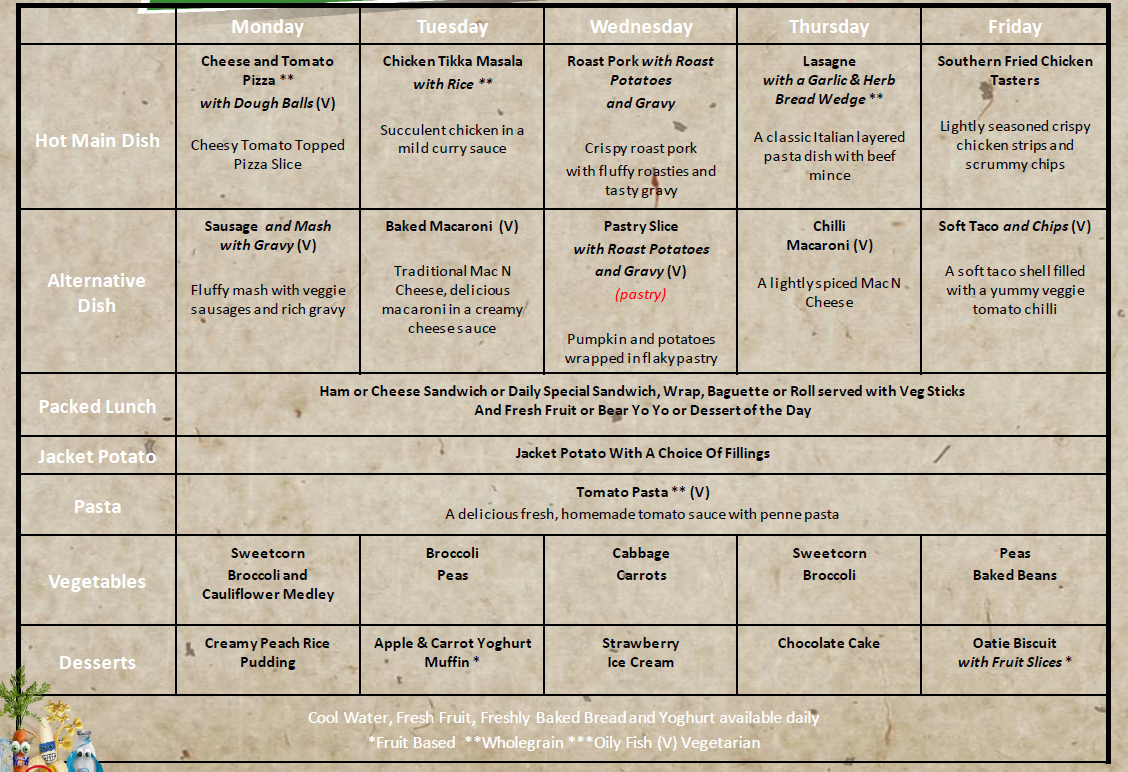 Monday
Tuesday
Wednesday
Thursday
Friday
Hot Main Dish
Cheese and Tomato
Pizza **
with Dough Balls (V)
Cheesy Tomato Topped
Pizza Slice
Chicken Tikka Masala
with Rice **
Succulent chicken in a
mild curry sauce
Roast Pork with Roast
Potatoes
and Gravy
Crispy roast pork
with fluffy roasties and
tasty gravy
Lasagne
with a Garlic & Herb
Bread Wedge **
A classic Italian layered
pasta dish with beef
mince
Southern Fried Chicken
Tasters
Lightly seasoned crispy
chicken strips and
scrummy chips
Alternative
Dish
Sausage and Mash
with Gravy (V)
Fluffy mash with veggie
sausages and rich gravy
Baked Macaroni (V)
Traditional Mac N
Cheese, delicious
macaroni in a creamy
cheese sauce
Pastry Slice
with Roast Potatoes
and Gravy (V)
(pastry)
Pumpkin and potatoes
wrapped in flaky pastry
Chilli
Macaroni (V)
A lightly spiced Mac N
Cheese
Soft Taco and Chips (V)
A soft taco shell filled
with a yummy veggie
tomato chilli
Packed Lunch
Ham or Cheese Sandwich or Daily Special Sandwich, Wrap, Baguette or Roll served with Veg Sticks
And Fresh Fruit or Bear Yo Yo or Dessert of the Day
Jacket Potato
Jacket Potato With A Choice Of Fillings
Pasta
Tomato Pasta ** (V)
A delicious fresh, homemade tomato sauce with penne pasta
Vegetables
Sweetcorn
Broccoli and
Cauliflower Medley
Broccoli
Peas
Cabbage
Carrots
Sweetcorn
Broccoli
Peas
Baked Beans
Desserts
Creamy Peach Rice
Pudding
Apple & Carrot Yoghurt
Muffin *
Strawberry
Ice Cream
Chocolate Cake
Oatie Biscuit
with Fruit Slices *
Cool Water, Fresh Fruit, Freshly Baked Bread and Yoghurt available daily
*Fruit Based **Wholegrain ***Oily Fish (V) Vegetarian